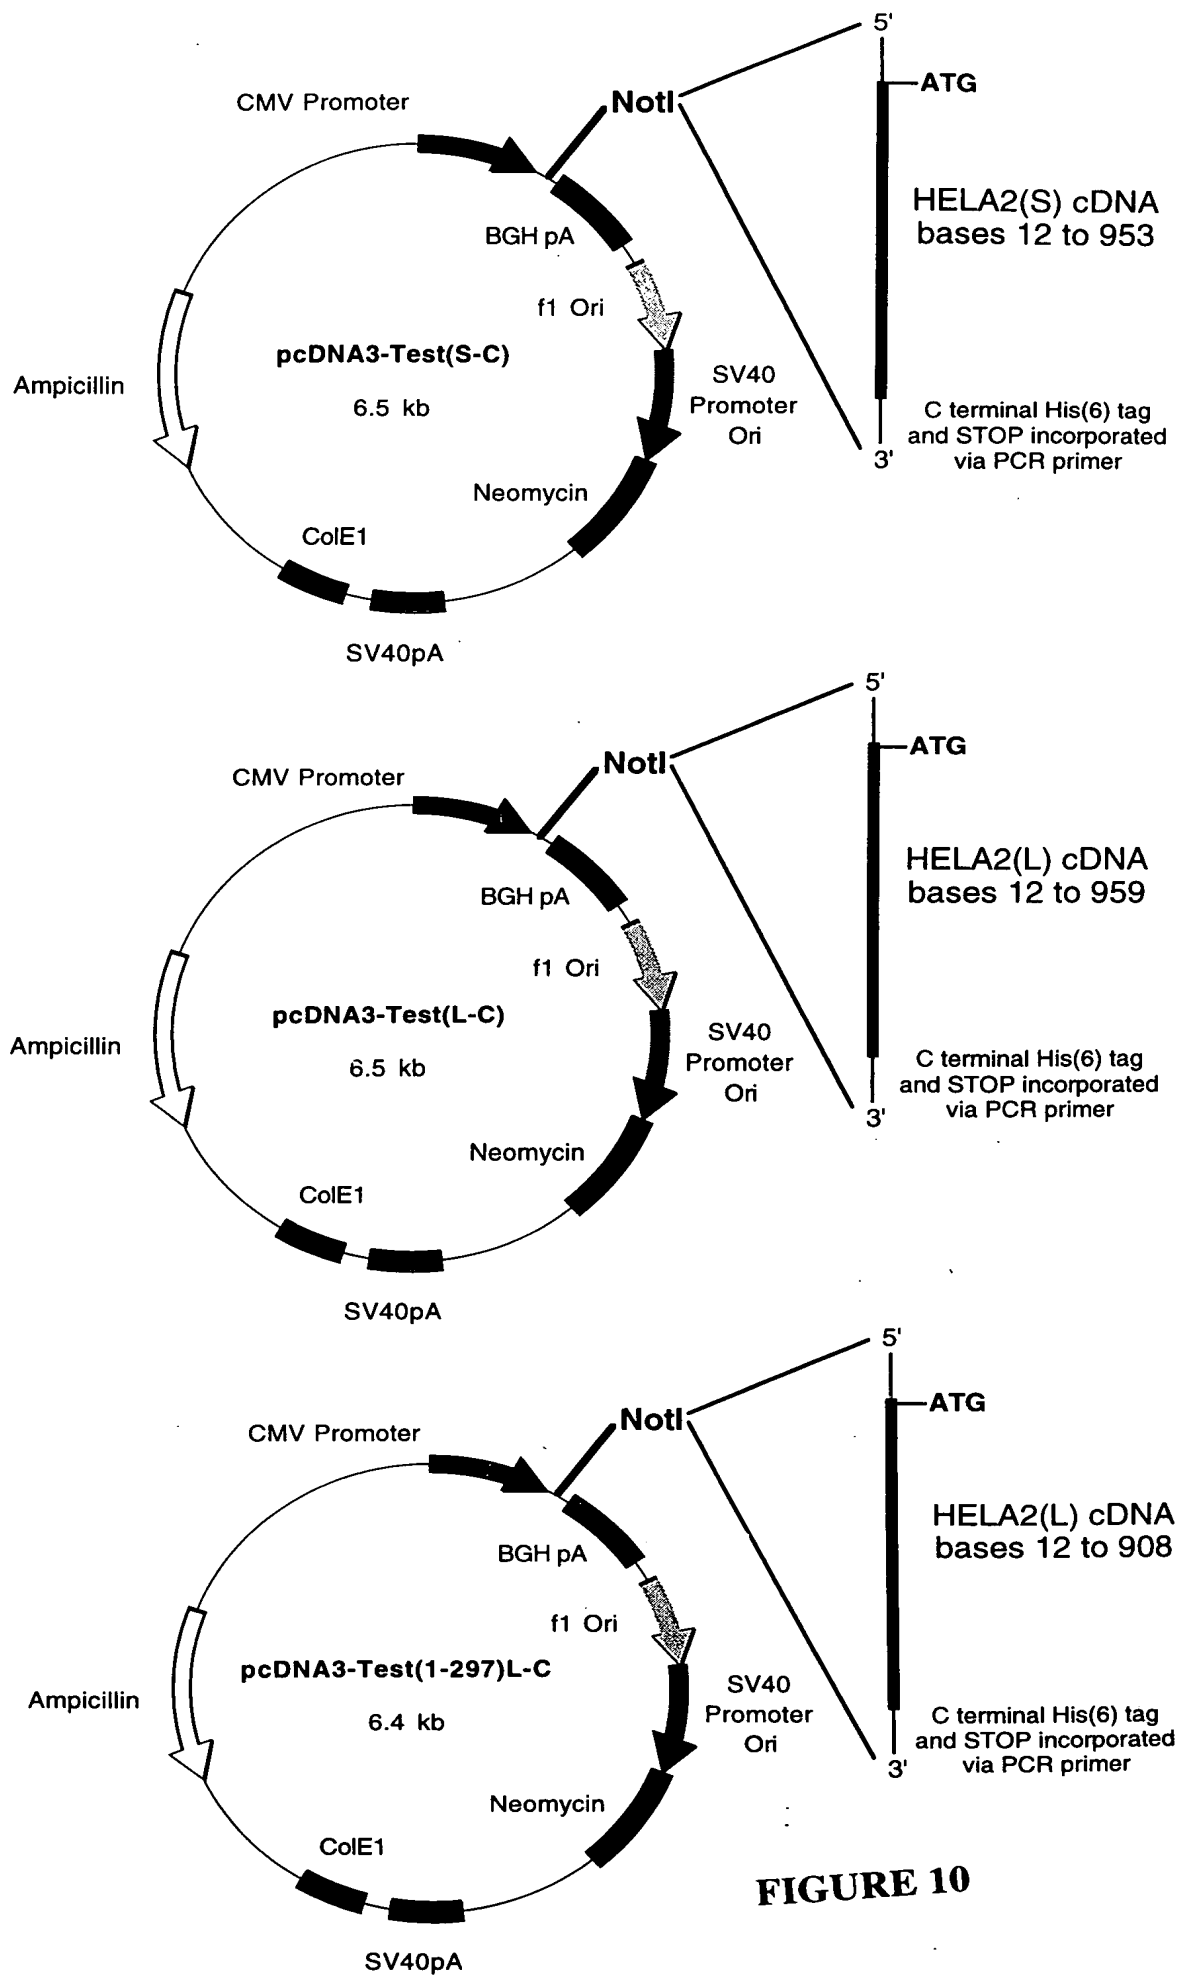 5'
CMV Promoter
NotI
ATG
HELA2(S) cDNA
bases 12 to 953
BGH pA
f1 Ori
pcDNA3-Test(S-C)
6.5 kb
Ampicillin
SV40
Promoter
Ori
C terminal His(6) tag
and STOP incorporated
via PCR primer
3'
Neomycin
ColE1
SV40pA
5'
CMV Promoter
NotI
ATG
HELA2(L) cDNA
bases 12 to 959
BGH pA
f1 Ori
pcDNA3-Test(L-C)
6.5 kb
Ampicillin
SV40
Promoter
Ori
C terminal His(6) tag
and STOP incorporated
via PCR primer
3'
Neomycin
ColE1
SV40pA
5'
CMV Promoter
NotI
ATG
HELA2(L) cDNA
bases 12 to 908
BGH pA
f1 Ori
pcDNA3-Test(1-297)L-C
6.4 kb
Ampicillin
SV40
Promoter
Ori
C terminal His(6) tag
and STOP incorporated
via PCR primer
3'
Neomycin
ColE1
SV40pA
FIGURE 10